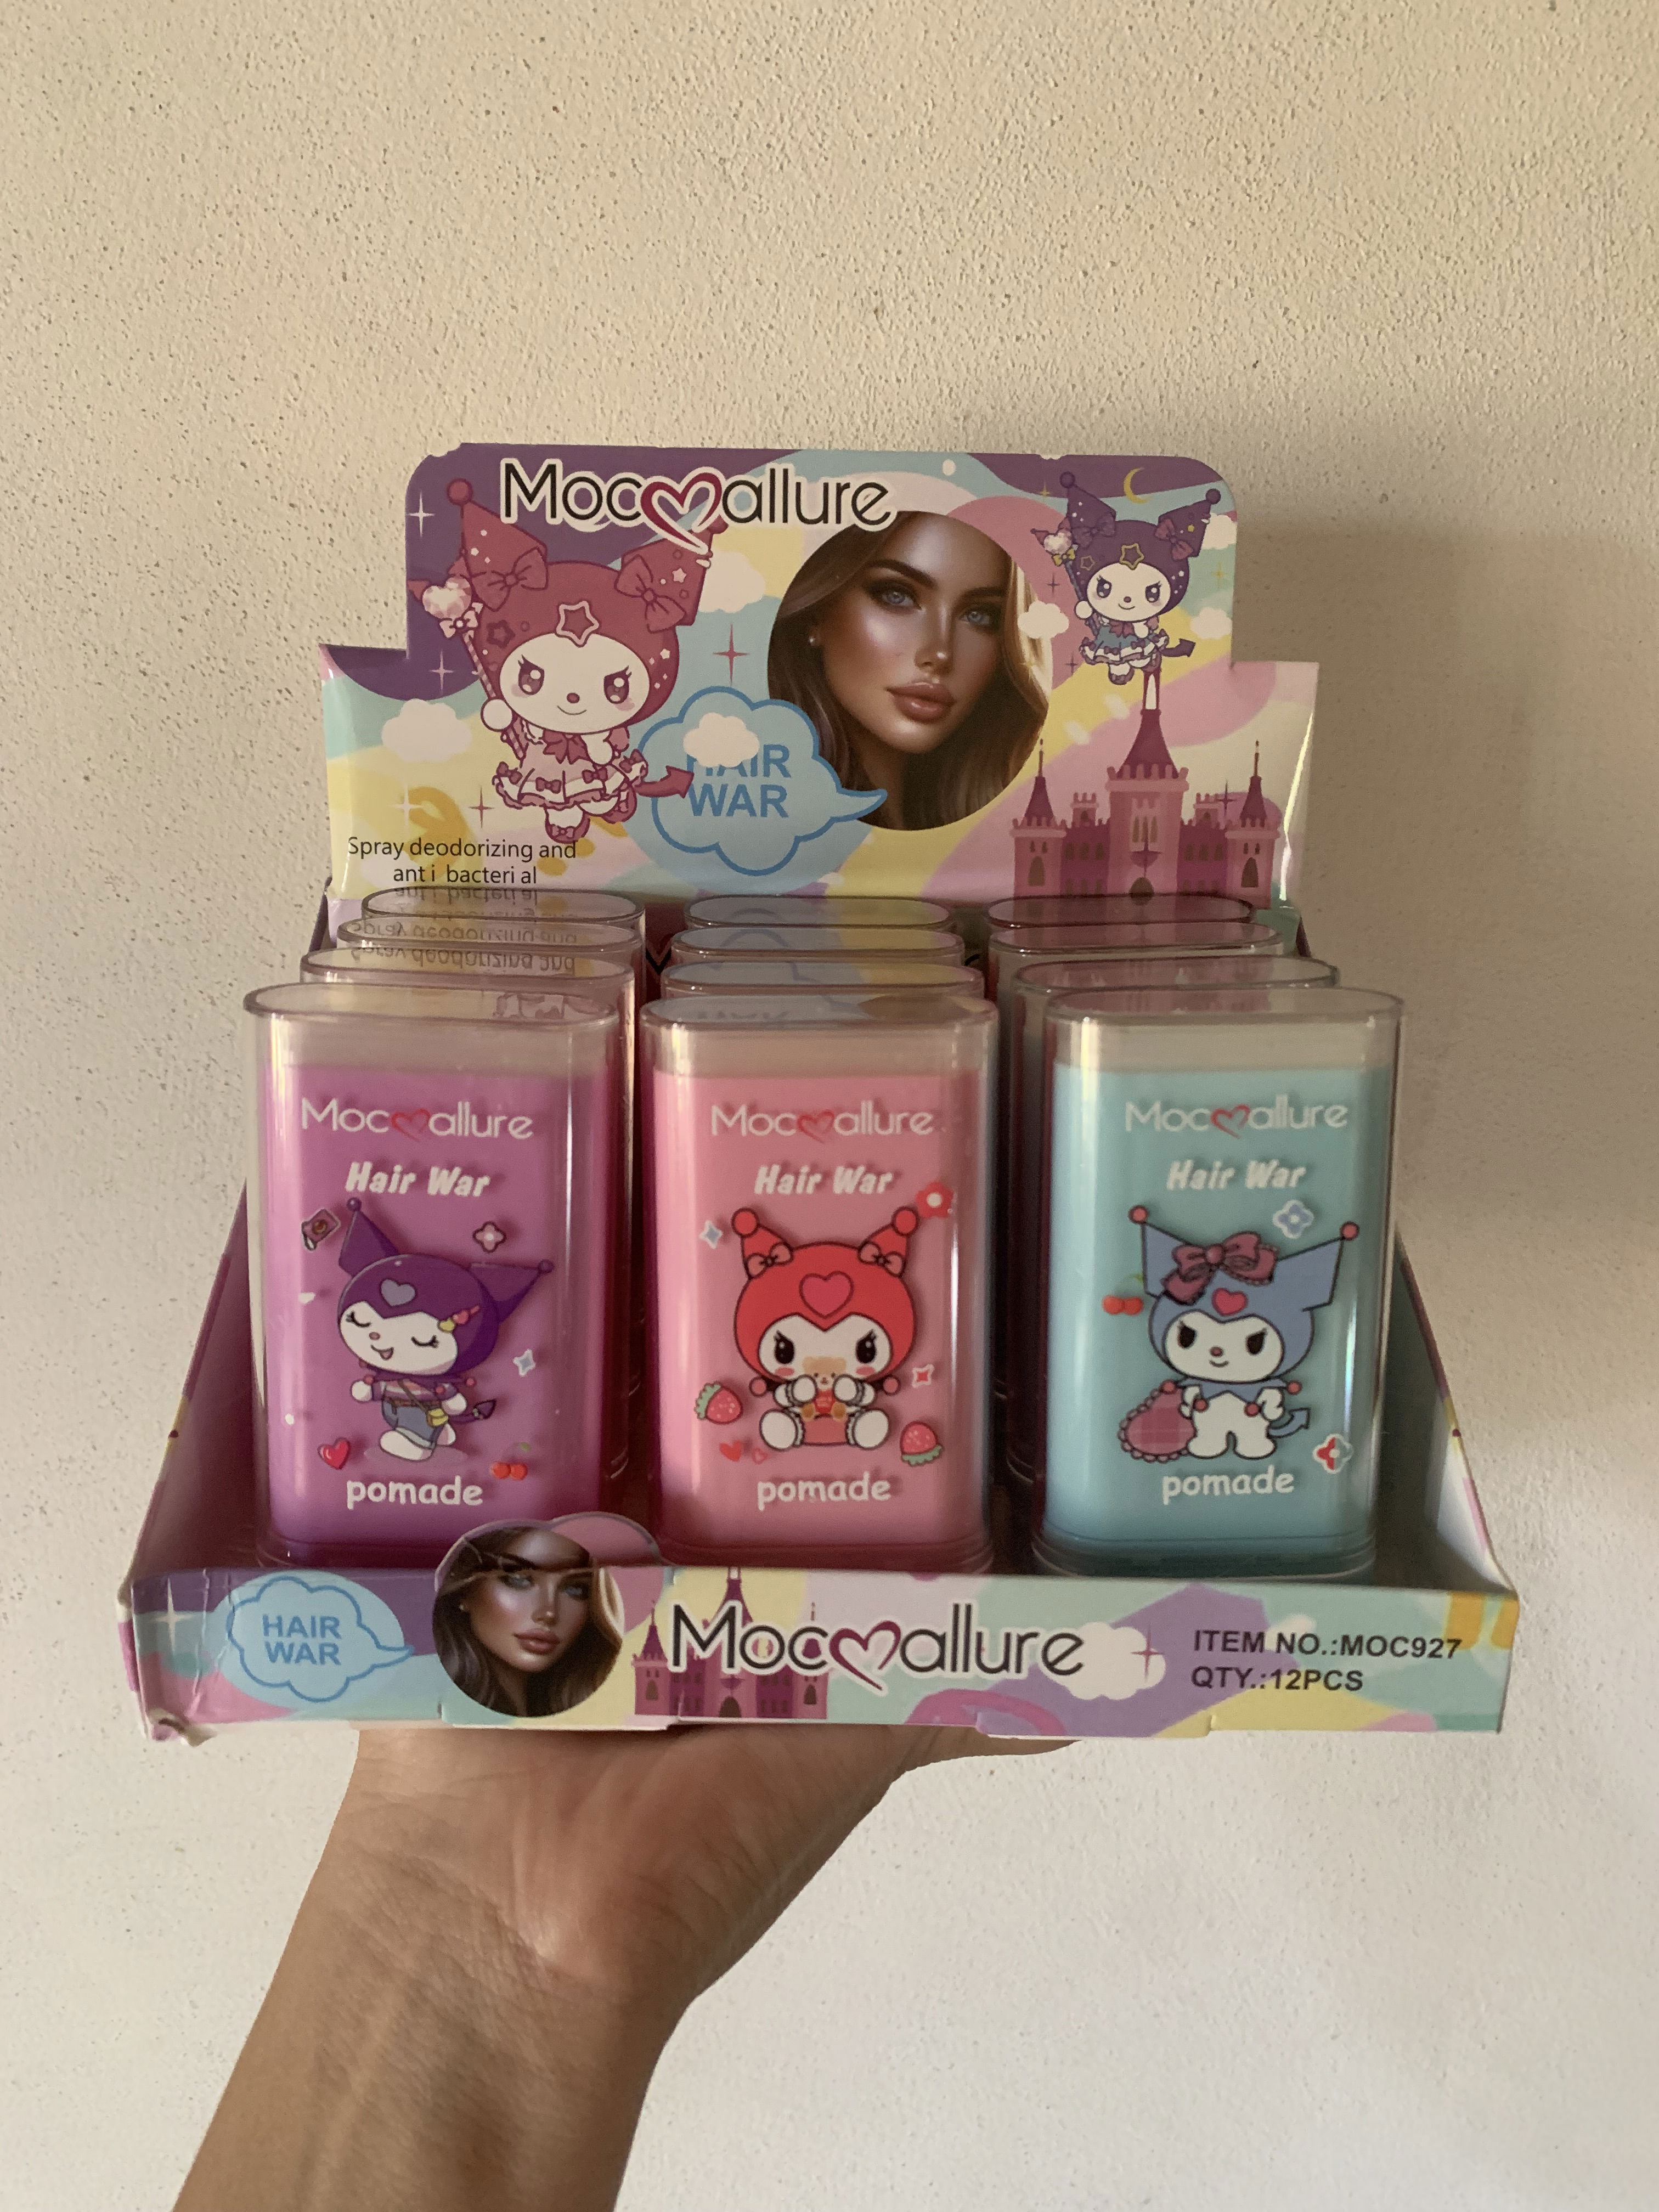 Mocallure
HAIR
WAR
Spray deodorizing and
ant i bacteri al
Mocallure
Hair War
pomade
Mocallure
Hair War
pomade
Mocallure
Hair War
pomade
HAIR
WAR
Mocallure
ITEM NO.:MOC927
QTY.:12PCS